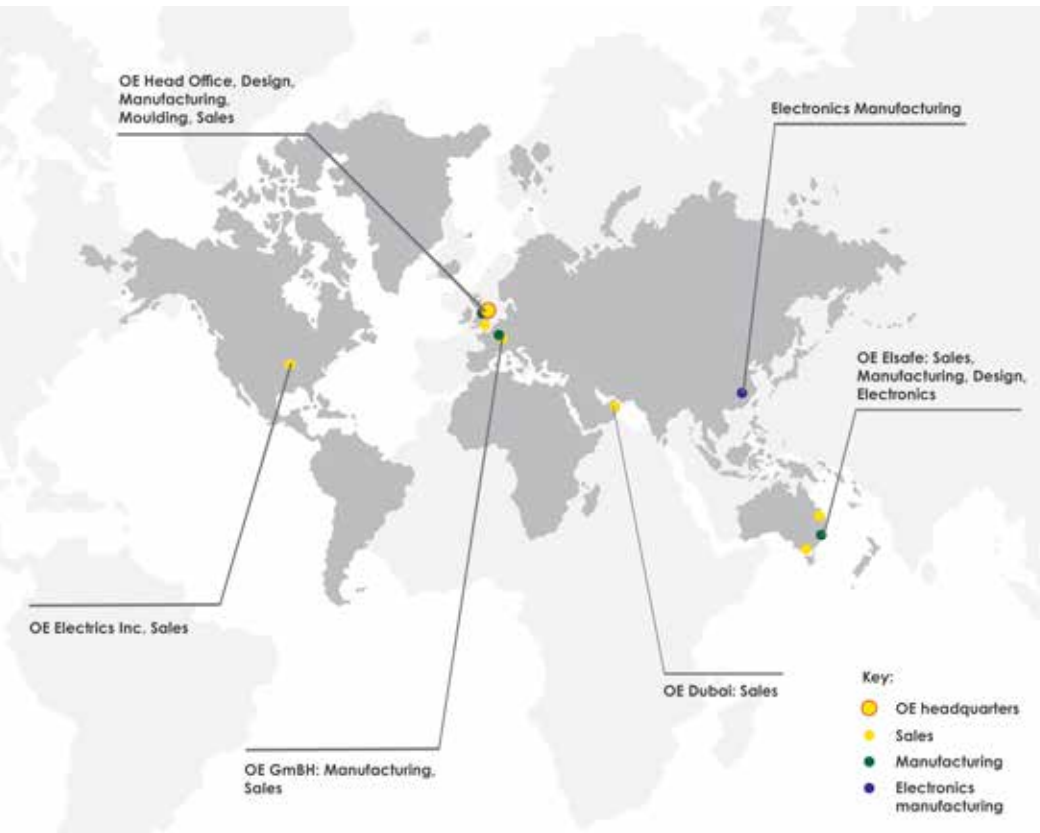 OE Head Office, Design,
Manufacturing,
Moulding, Sales
Electronics Manufacturing
OE Elsafe: Sales,
Manufacturing, Design,
Electronics
OE Electrics Inc, Sales
OE Dubai: Sales
OE GmBH: Manufacturing,
Sales
Key:
OE headquarters
Sales
Manufacturing
Electronics
manufacturing